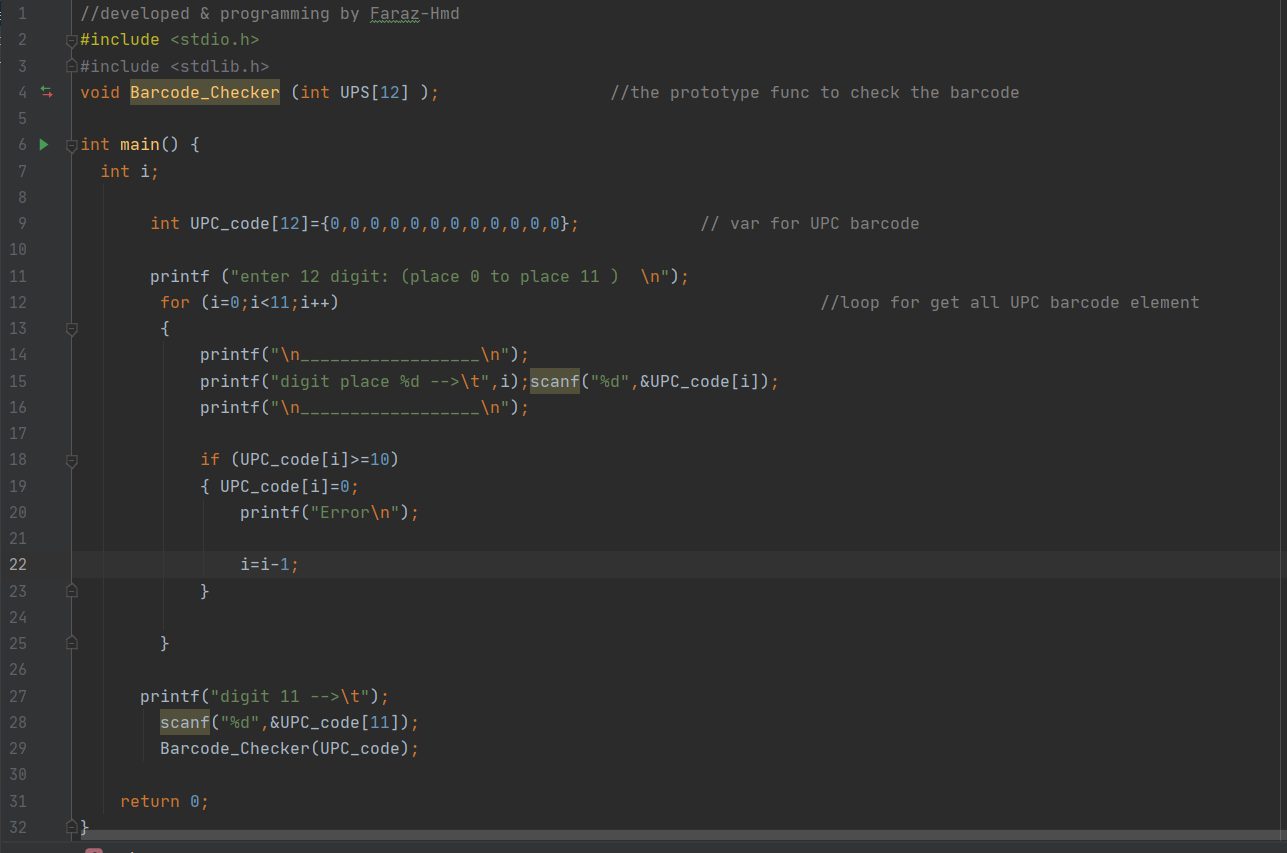 1 //developed & programming by Faraz-Hmd
2 #include <stdio.h>
3 #include <stdlib.h>
4 void Barcode_Checker (int UPS[12] ); //the prototype func to check the barcode
5
6 int main() {
7 int i;
8
9 int UPC_code[12]={0,0,0,0,0,0,0,0,0,0,0,0}; // var for UPC barcode
10
11 printf ("enter 12 digit: (place 0 to place 11 )  \n");
12 for (i=0;i<11;i++) //loop for get all UPC barcode element
13 {
14 printf("\n__________________\n");
15 printf("digit place %d -->\t",i);scanf("%d",&UPC_code[i]);
16 printf("\n__________________\n");
17
18 if (UPC_code[i]>=10)
19 { UPC_code[i]=0;
20 printf("Error\n");
21
22 i=i-1;
23 }
24
25 }
26
27 printf("digit 11 -->\t");
28 scanf("%d",&UPC_code[11]);
29 Barcode_Checker(UPC_code);
30
31 return 0;
32 }